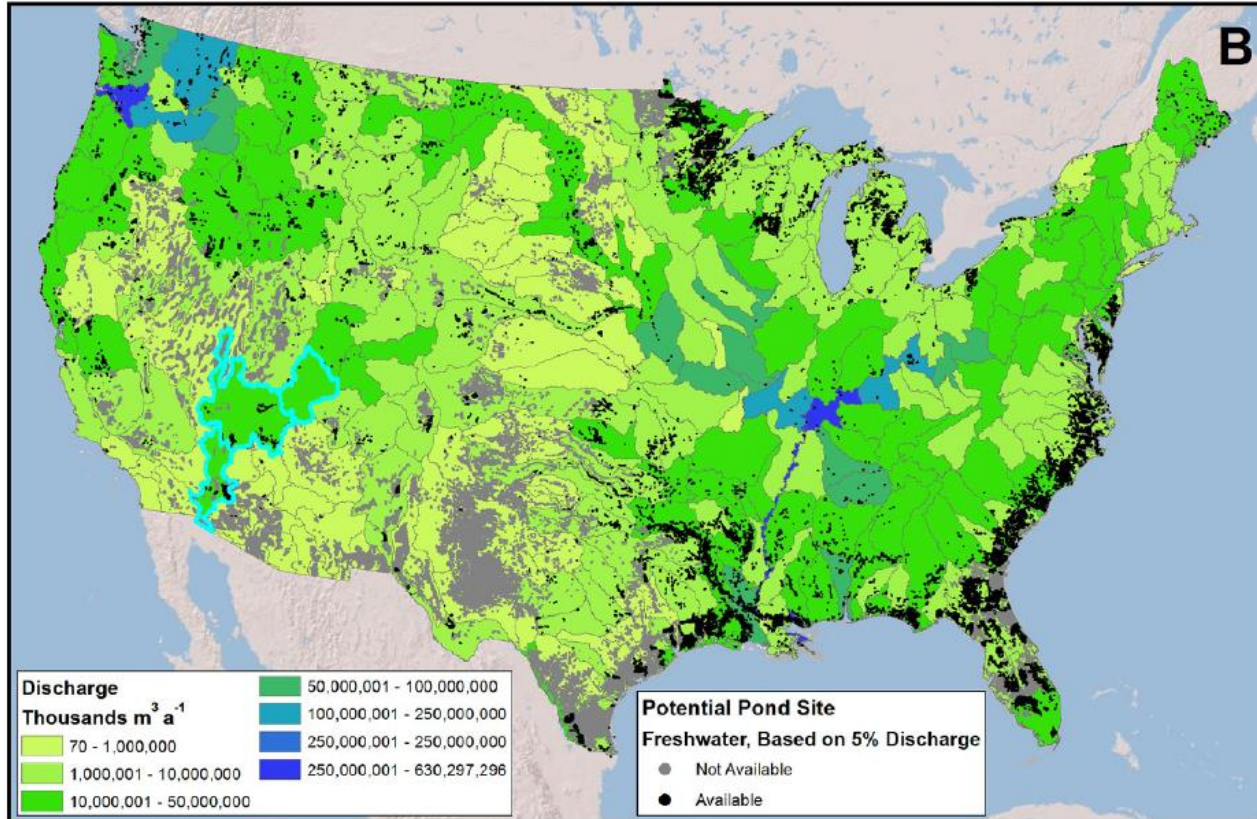 B
Discharge
Thousands m³ a⁻¹
70 - 1,000,000
1,000,001 - 10,000,000
10,000,001 - 50,000,000
50,000,001 - 100,000,000
100,000,001 - 250,000,000
250,000,001 - 250,000,000
250,000,001 - 630,297,296
Potential Pond Site
Freshwater, Based on 5% Discharge
Not Available
Available